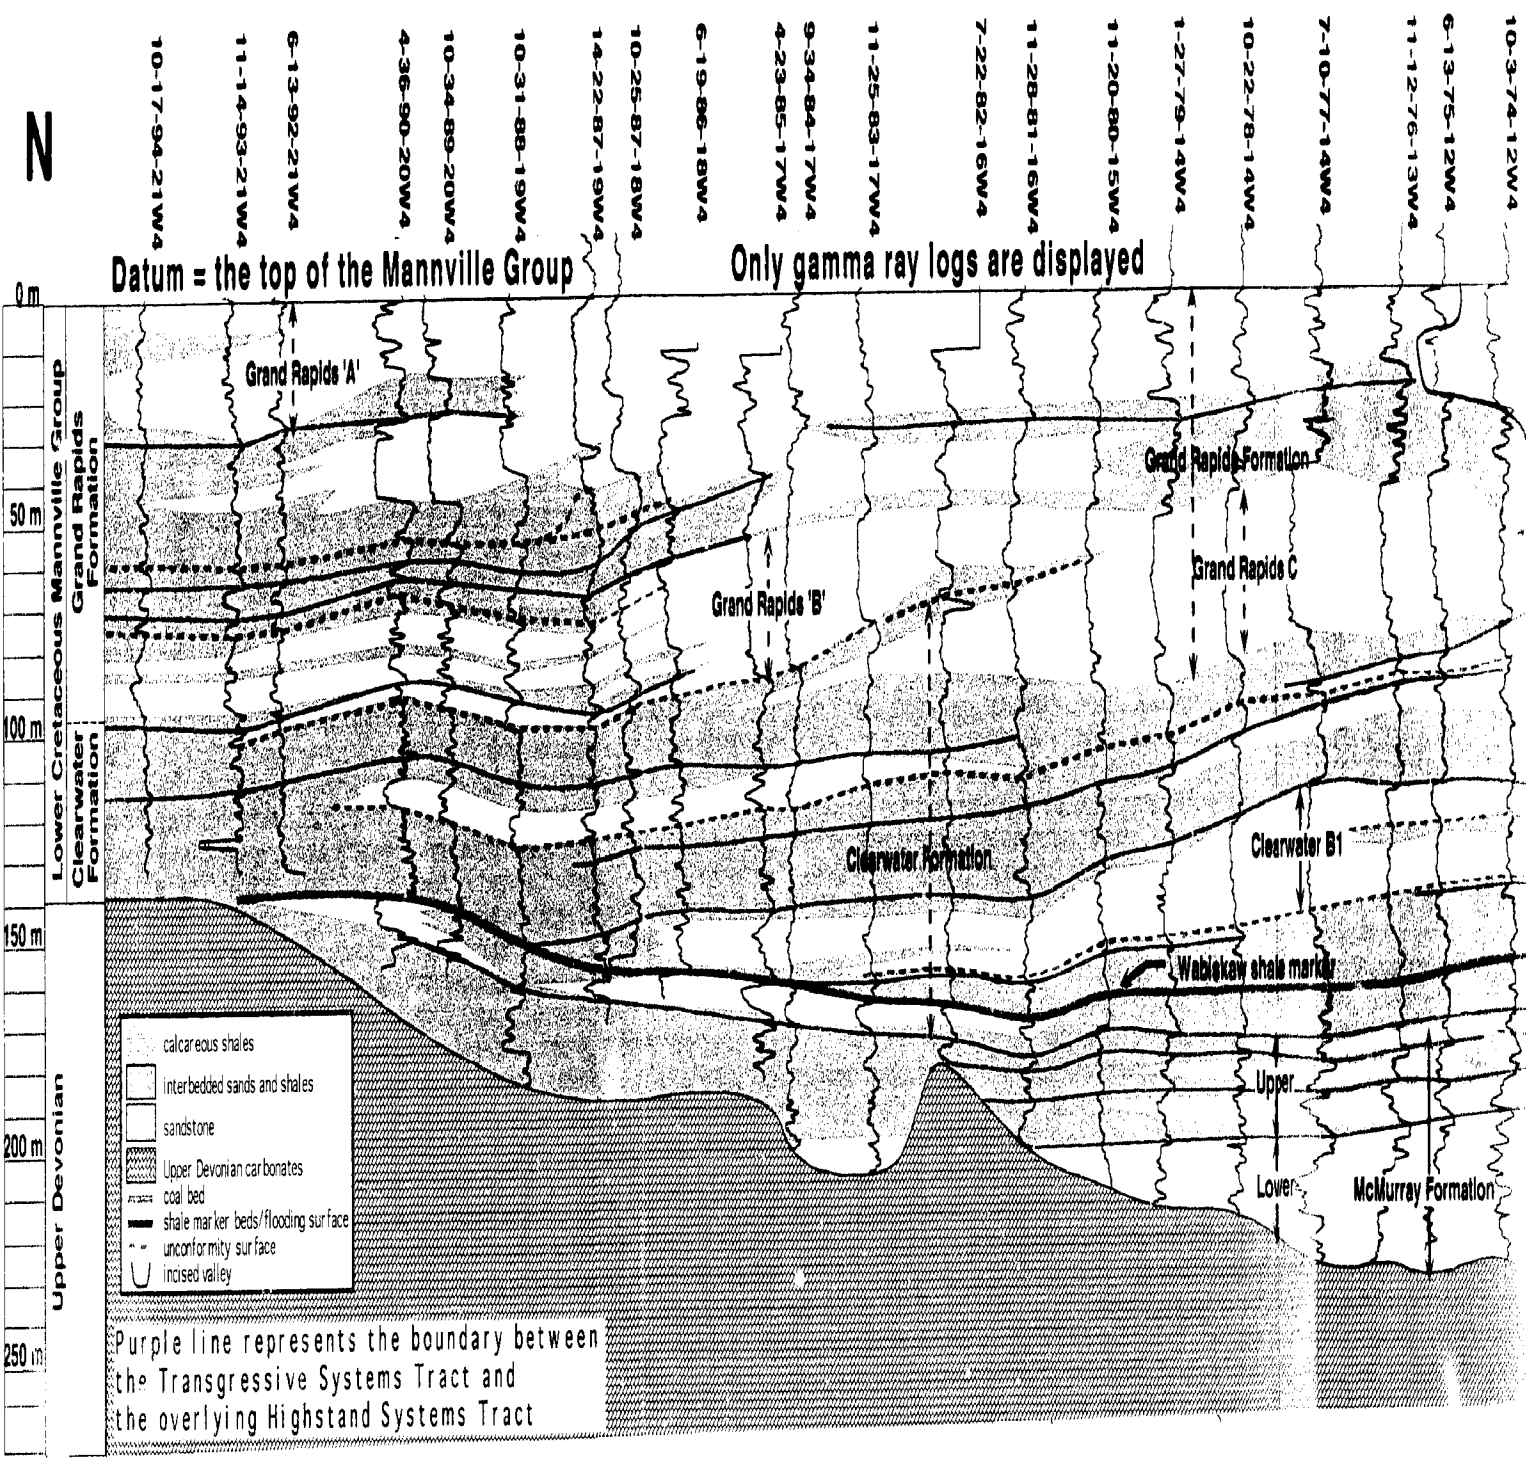 N
10-17-94-21W4
11-14-93-21W4
6-13-92-21W4
4-36-90-20W4
10-34-89-20W4
10-31-88-19W4
14-22-87-19W4
10-25-87-18W4
6-19-86-18W4
4-23-85-17W4
9-34-84-17W4
11-25-83-17W4
7-22-82-16W4
11-28-81-16W4
11-20-80-15W4
1-27-79-14W4
10-22-78-14W4
7-10-77-14W4
11-12-76-13W4
6-13-75-12W4
10-3-74-12W4
Datum = the top of the Mannville Group
Only gamma ray logs are displayed
0 m
50 m
100 m
150 m
200 m
250 m
Lower Cretaceous Mannville Group
Grand Rapids
Formation
Clearwater
Formation
Upper Devonian
Grand Rapids 'A'
Grand Rapids Formation
Grand Rapids C
Grand Rapids 'B'
Clearwater Formation
Clearwater B1
Wabiskaw shale marker
Upper
Lower
McMurray Formation
calcareous shales
interbedded sands and shales
sandstone
Upper Devonian carbonates
coal bed
shale marker beds/flooding surface
unconformity surface
incised valley
Purple line represents the boundary between
the Transgressive Systems Tract and
the overlying Highstand Systems Tract